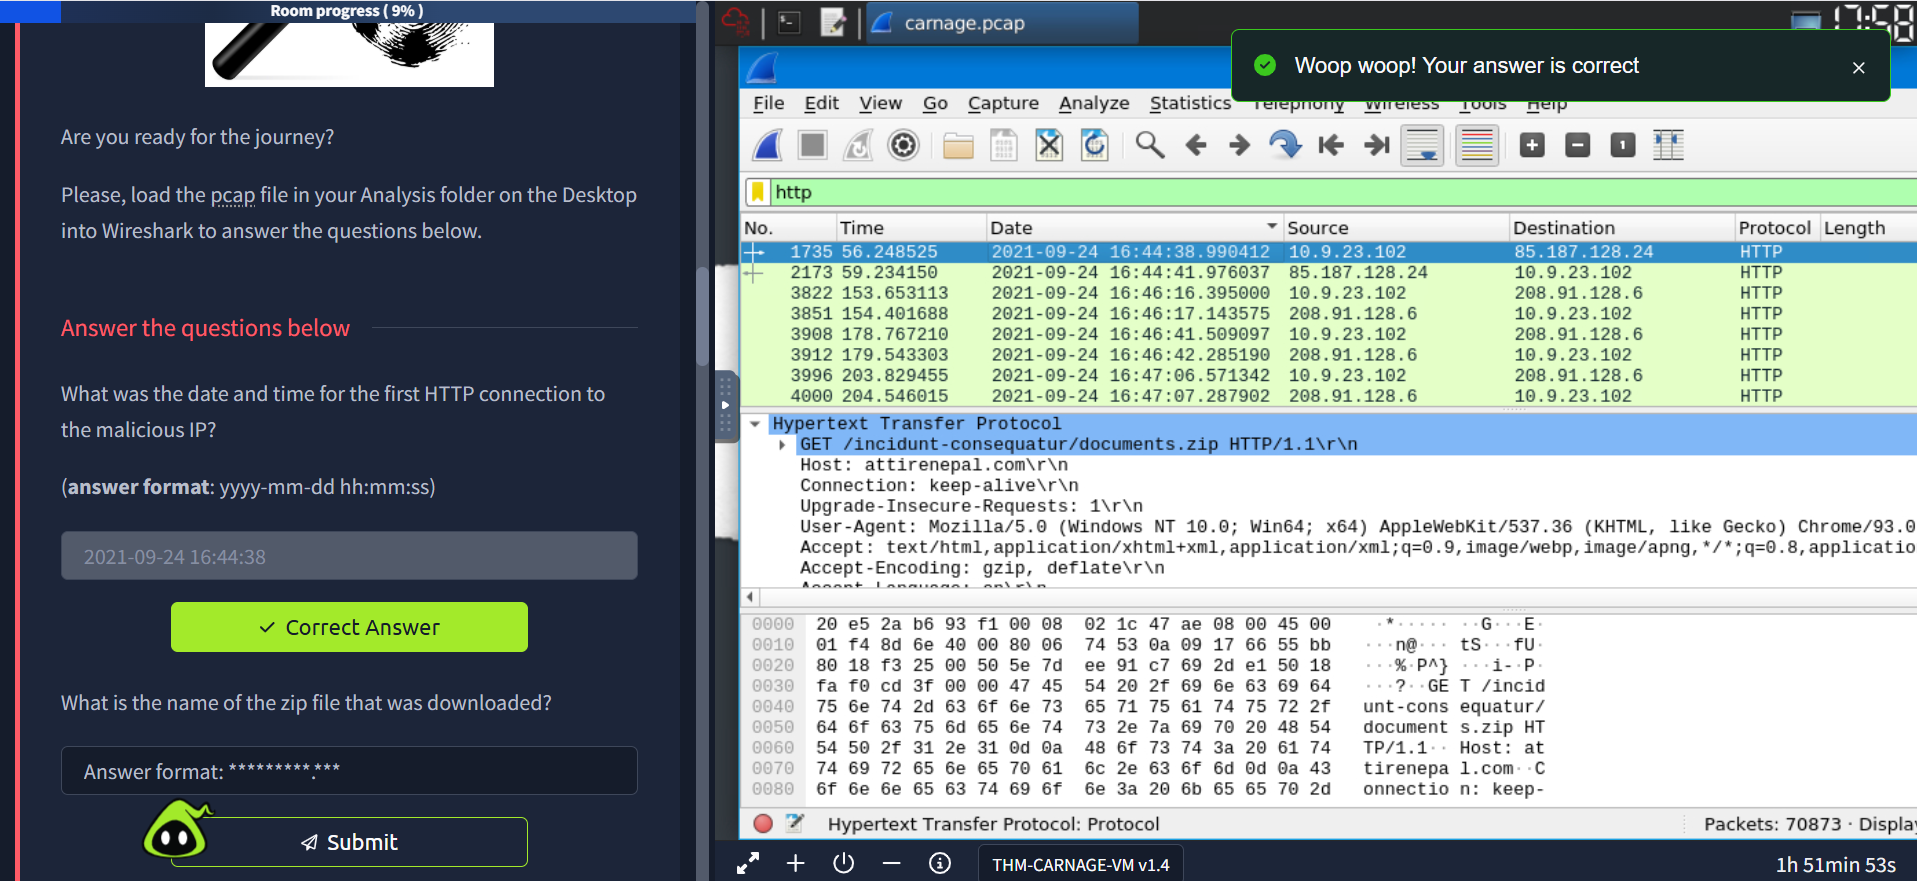 Room progress ( 9% )
Are you ready for the journey?
Please, load the pcap file in your Analysis folder on the Desktop
into Wireshark to answer the questions below.
Answer the questions below
What was the date and time for the first HTTP connection to
the malicious IP?
(answer format: yyyy-mm-dd hh:mm:ss)
2021-09-24 16:44:38
Correct Answer
What is the name of the zip file that was downloaded?
Answer format: *********.***
Submit
carnage.pcap
17:58
Woop woop! Your answer is correct
File Edit View Go Capture Analyze Statistics Telephony Wireless Tools Help
http
No. Time Date Source Destination Protocol Length
1735 56.248525 2021-09-24 16:44:38.990412 10.9.23.102 85.187.128.24 HTTP
2173 59.234150 2021-09-24 16:44:41.976037 85.187.128.24 10.9.23.102 HTTP
3822 153.653113 2021-09-24 16:46:16.395000 10.9.23.102 208.91.128.6 HTTP
3851 154.401688 2021-09-24 16:46:17.143575 208.91.128.6 10.9.23.102 HTTP
3908 178.767210 2021-09-24 16:46:41.509097 10.9.23.102 208.91.128.6 HTTP
3912 179.543303 2021-09-24 16:46:42.285190 208.91.128.6 10.9.23.102 HTTP
3996 203.829455 2021-09-24 16:47:06.571342 10.9.23.102 208.91.128.6 HTTP
4000 204.546015 2021-09-24 16:47:07.287902 208.91.128.6 10.9.23.102 HTTP
Hypertext Transfer Protocol
GET /incidunt-consequatur/documents.zip HTTP/1.1\r\n
Host: attirenepal.com\r\n
Connection: keep-alive\r\n
Upgrade-Insecure-Requests: 1\r\n
User-Agent: Mozilla/5.0 (Windows NT 10.0; Win64; x64) AppleWebKit/537.36 (KHTML, like Gecko) Chrome/93.0
Accept: text/html,application/xhtml+xml,application/xml;q=0.9,image/webp,image/apng,*/*;q=0.8,applicatio
Accept-Encoding: gzip, deflate\r\n
Accept-Language: en\r\n
0000 20 e5 2a b6 93 f1 00 08 02 1c 47 ae 08 00 45 00 ·*····· ··G···E·
0010 01 f4 8d 6e 40 00 80 06 74 53 0a 09 17 66 55 bb ···n@··· tS···fU·
0020 80 18 f3 25 00 50 5e 7d ee 91 c7 69 2d e1 50 18 ···%·P^} ···i-·P·
0030 fa f0 cd 3f 00 00 47 45 54 20 2f 69 6e 63 69 64 ···?··GE T /incid
0040 75 6e 74 2d 63 6f 6e 73 65 71 75 61 74 75 72 2f unt-cons equatur/
0050 64 6f 63 75 6d 65 6e 74 73 2e 7a 69 70 20 48 54 document s.zip HT
0060 54 50 2f 31 2e 31 0d 0a 48 6f 73 74 3a 20 61 74 TP/1.1·· Host: at
0070 74 69 72 65 6e 65 70 61 6c 2e 63 6f 6d 0d 0a 43 tirenepa l.com··C
0080 6f 6e 6e 65 63 74 69 6f 6e 3a 20 6b 65 65 70 2d onnectio n: keep-
Hypertext Transfer Protocol: Protocol
Packets: 70873 · Display
THM-CARNAGE-VM v1.4
1h 51min 53s